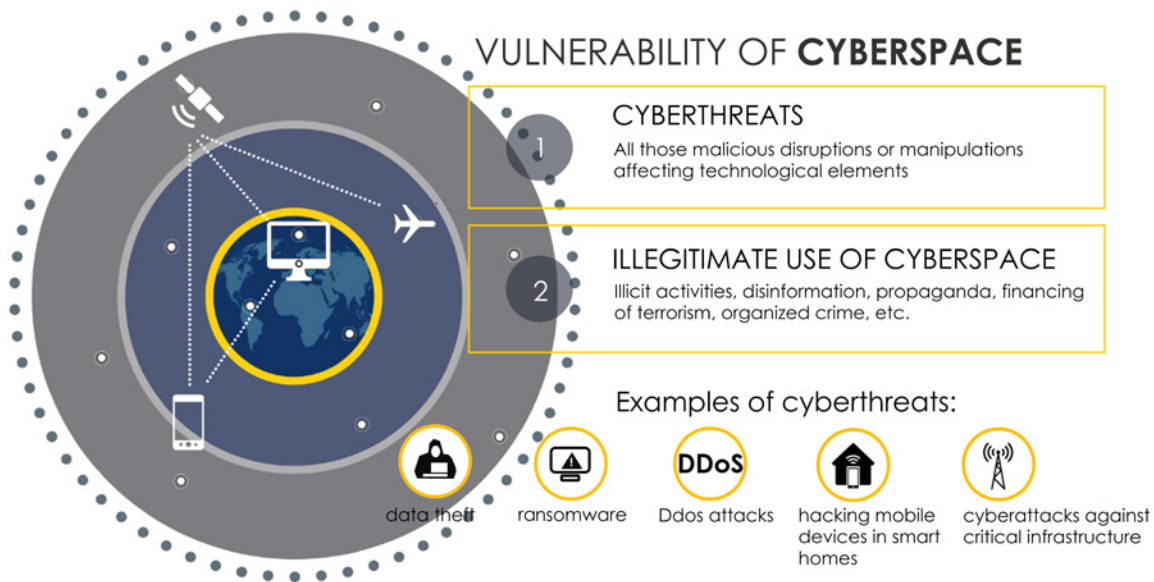 VULNERABILITY OF CYBERSPACE
1
CYBERTHREATS
All those malicious disruptions or manipulations
affecting technological elements
2
ILLEGITIMATE USE OF CYBERSPACE
Illicit activities, disinformation, propaganda, financing
of terrorism, organized crime, etc.
Examples of cyberthreats:
DDoS
data theft
ransomware
Ddos attacks
hacking mobile
devices in smart
homes
cyberattacks against
critical infrastructure